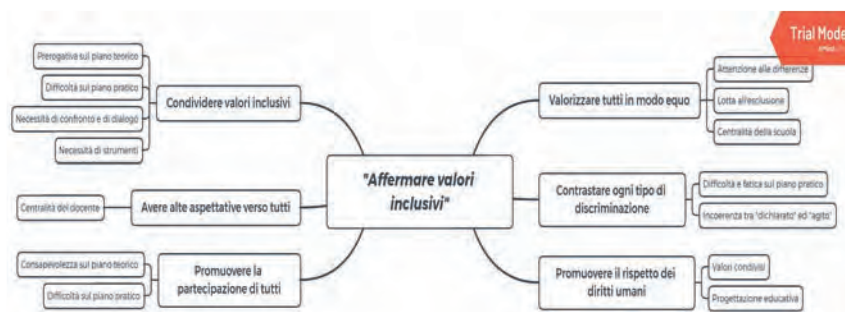 Trial Mode
Prerogativa sul piano teorico
Difficoltà sul piano pratico
Necessità di confronto e di dialogo
Necessità di strumenti
Condividere valori inclusivi
Centralità del docente
Avere alte aspettative verso tutti
Consapevolezza sul piano teorico
Difficoltà sul piano pratico
Promuovere la
partecipazione di tutti
"Affermare valori
inclusivi"
Valorizzare tutti in modo equo
Attenzione alle differenze
Lotta all'esclusione
Centralità della scuola
Contrastare ogni tipo di
discriminazione
Difficoltà e fatica sul piano pratico
Incoerenza tra "dichiarato" ed "agito"
Promuovere il rispetto dei
diritti umani
Valori condivisi
Progettazione educativa